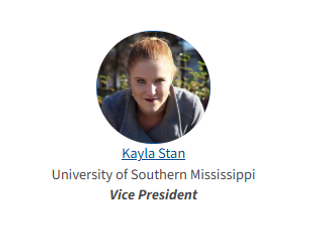 Kayla Stan
University of Southern Mississippi
Vice President